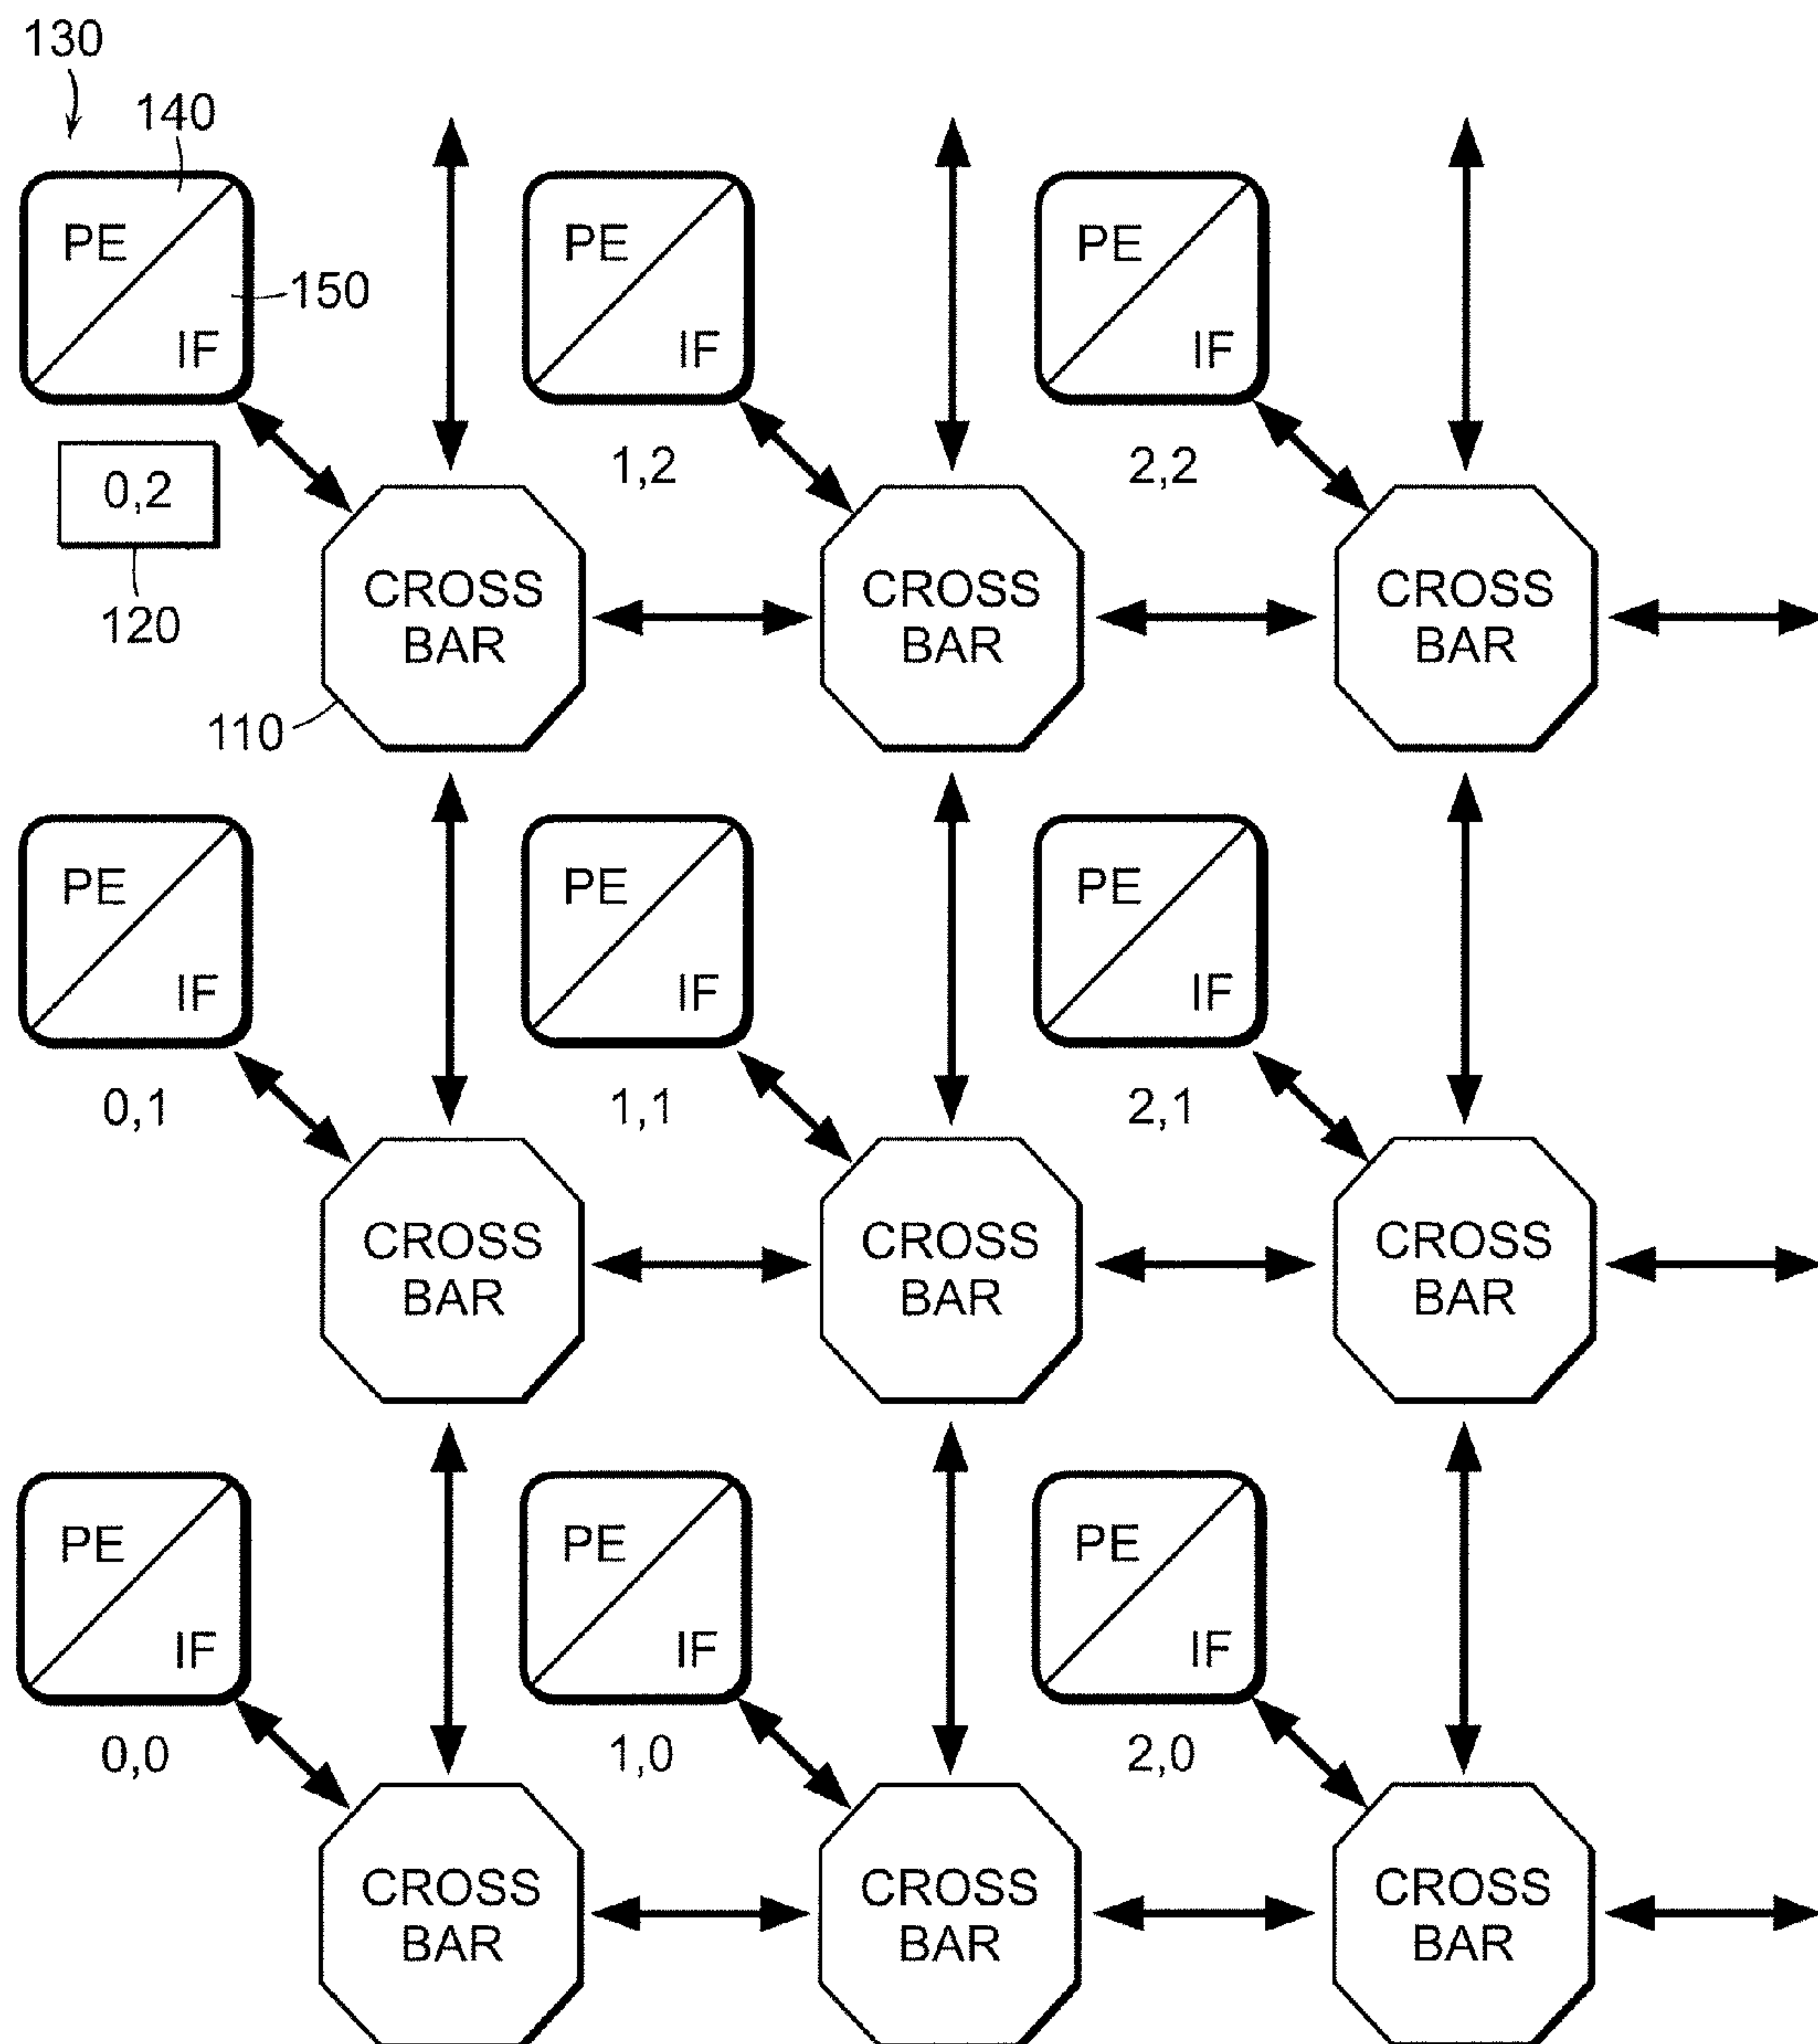 130
140
PE
150
IF
PE
IF
PE
IF
0,2
1,2
2,2
120
CROSS
BAR
CROSS
BAR
CROSS
BAR
110
PE
IF
PE
IF
PE
IF
0,1
1,1
2,1
CROSS
BAR
CROSS
BAR
CROSS
BAR
PE
IF
PE
IF
PE
IF
0,0
1,0
2,0
CROSS
BAR
CROSS
BAR
CROSS
BAR